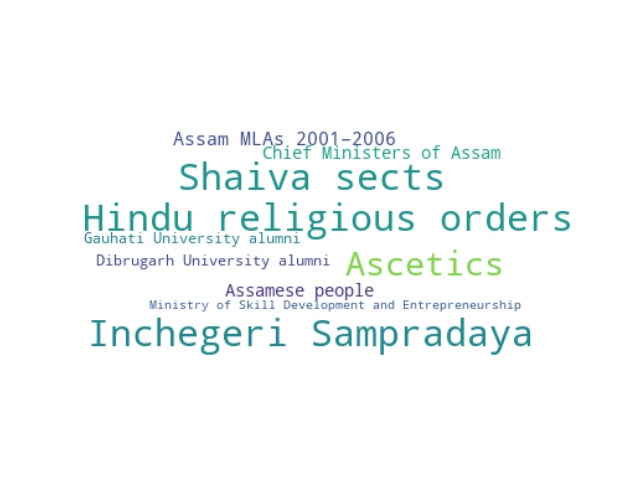 Assam MLAs 2001–2006
Chief Ministers of Assam
Shaiva sects
Hindu religious orders
Gauhati University alumni
Dibrugarh University alumni
Ascetics
Assamese people
Ministry of Skill Development and Entrepreneurship
Inchegeri Sampradaya